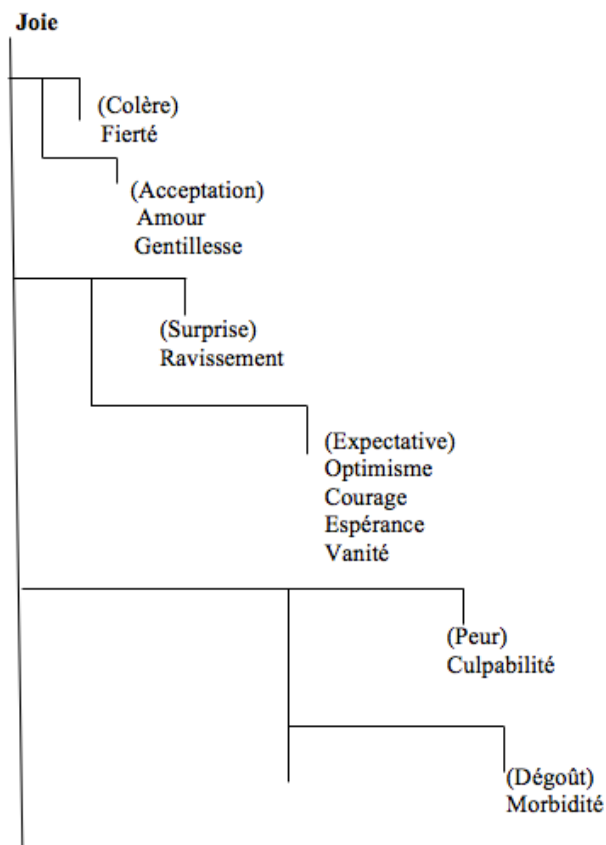 Joie
(Colère)
Fierté
(Acceptation)
Amour
Gentillesse
(Surprise)
Ravissement
(Expectative)
Optimisme
Courage
Espérance
Vanité
(Peur)
Culpabilité
(Dégoût)
Morbidité